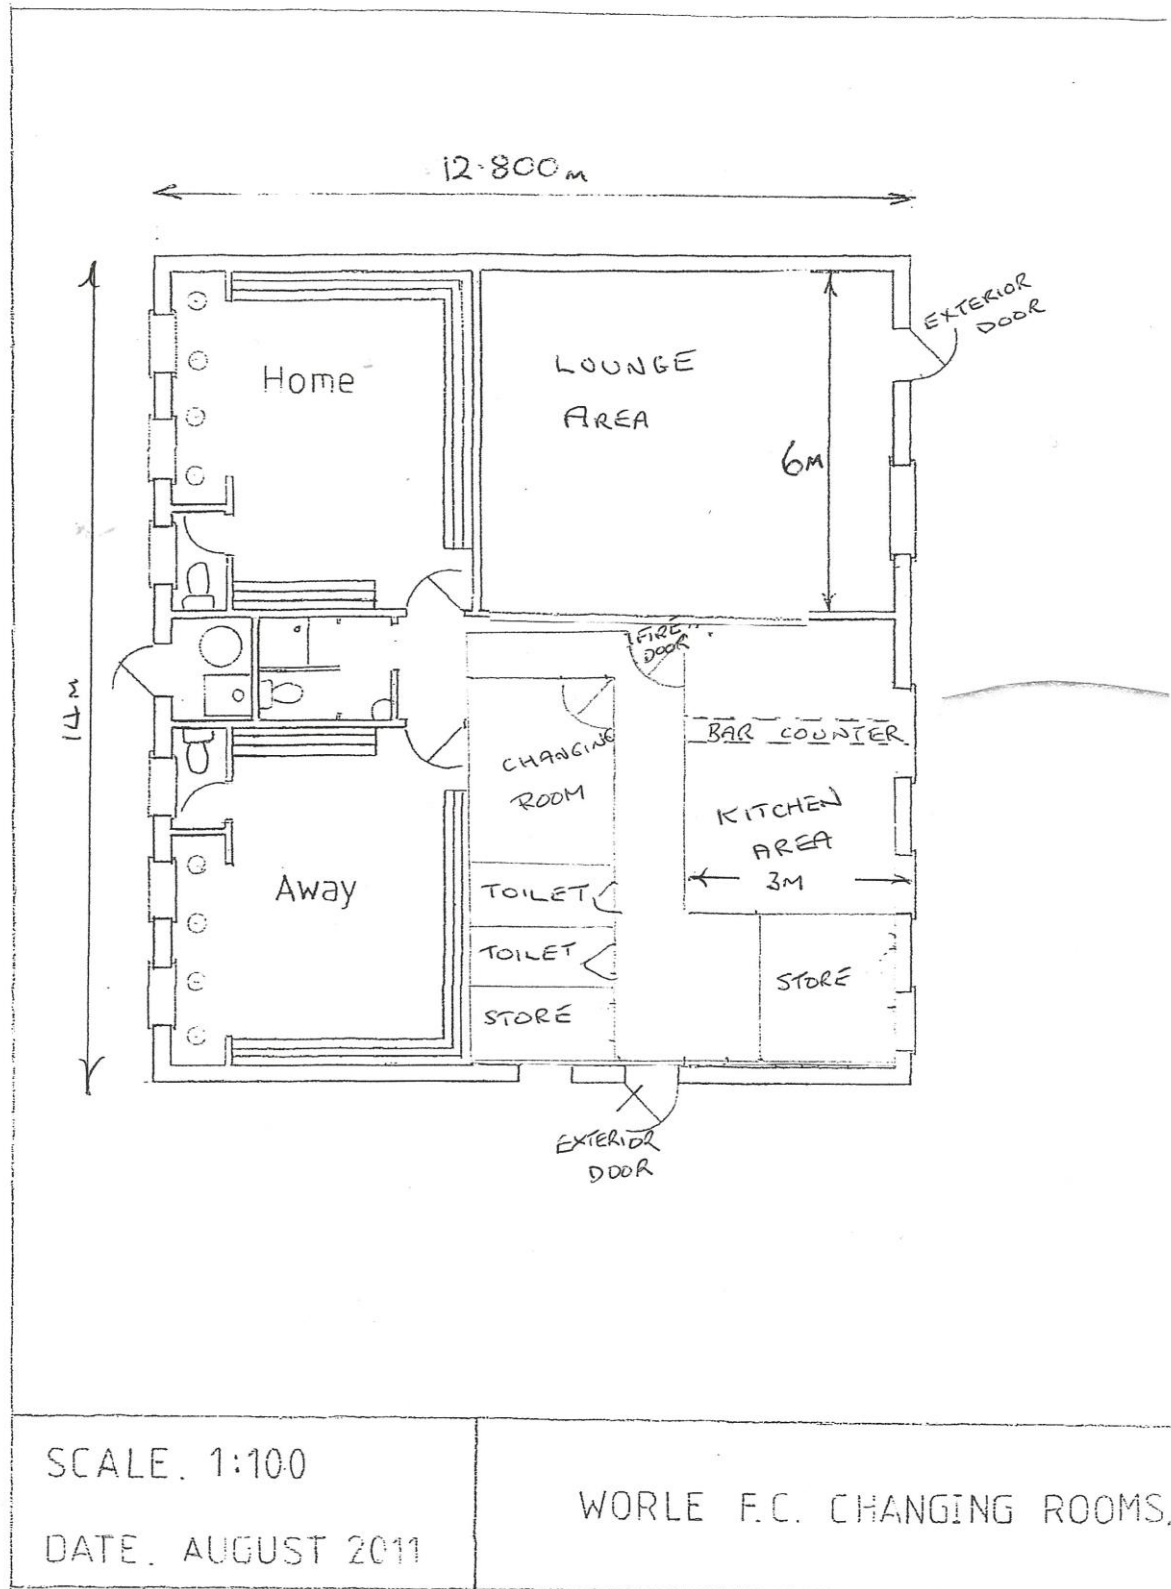 12.800m
EXTERIOR
DOOR
LOUNGE
AREA
Home
6M
14M
FIRE
DOOR
BAR COUNTER
CHANGING
ROOM
KITCHEN
AREA
3M
Away
TOILET
TOILET
STORE
STORE
EXTERIOR
DOOR
SCALE. 1:100
DATE. AUGUST 2011
WORLE F.C. CHANGING ROOMS.